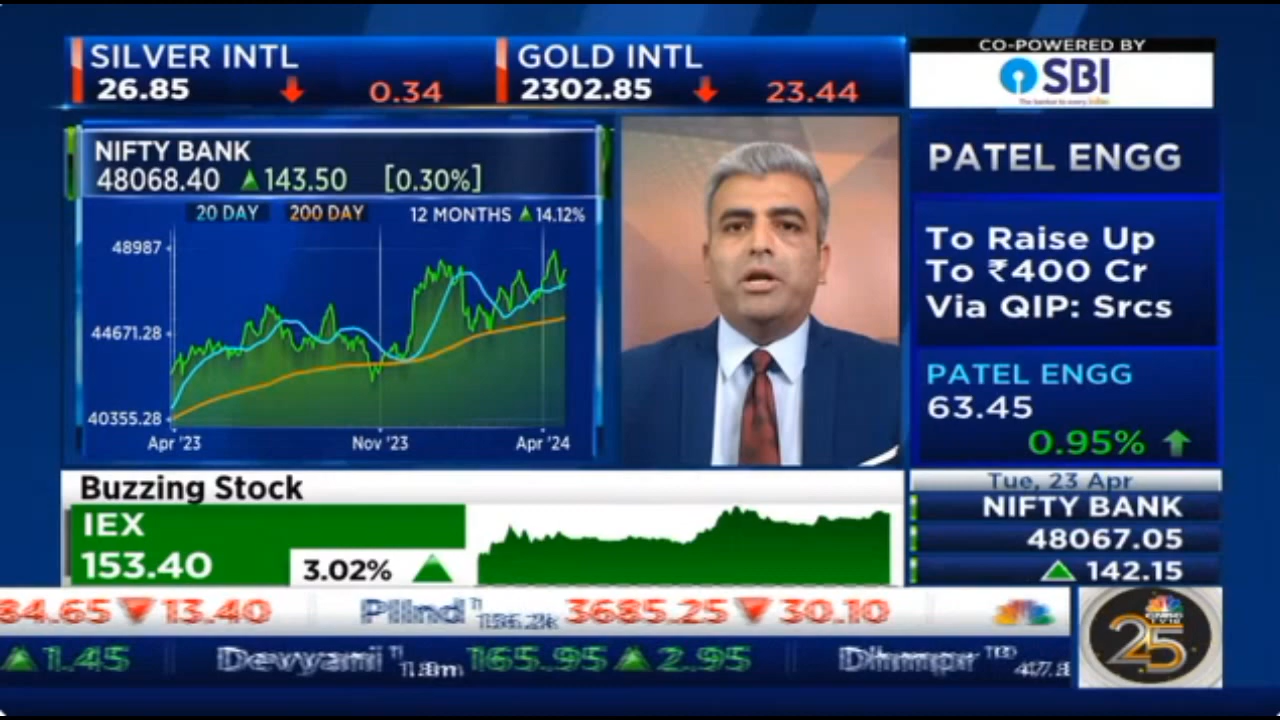 SILVER INTL
26.85 0.34
GOLD INTL
2302.85 23.44
CO-POWERED BY
SBI
NIFTY BANK
48068.40 ▲143.50 [0.30%]
20 DAY 200 DAY 12 MONTHS ▲14.12%
48987
44671.28
40355.28
Apr '23 Nov '23 Apr '24
PATEL ENGG
To Raise Up
To ₹400 Cr
Via QIP: Srcs
PATEL ENGG
63.45
0.95%
Tue, 23 Apr
NIFTY BANK
48067.05
▲ 142.15
Buzzing Stock
IEX
153.40 3.02% ▲
84.65 ▼13.40 PIInd 3685.25 ▼30.10
▲1.45 Devyani 1.8m 165.95 ▲2.95
25